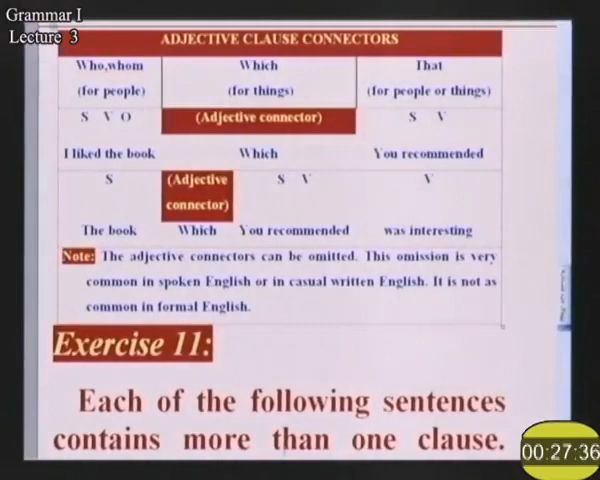 Grammar I
Lecture 3
ADJECTIVE CLAUSE CONNECTORS
Who,whom Which That
(for people) (for things) (for people or things)
S V O (Adjective connector) S V
I liked the book Which You recommended
S (Adjective connector) S V V
The book Which You recommended was interesting
Note: The adjective connectors can be omitted. This omission is very
common in spoken English or in casual written English. It is not as
common in formal English.
Exercise 11:
Each of the following sentences
contains more than one clause.
00:27:36